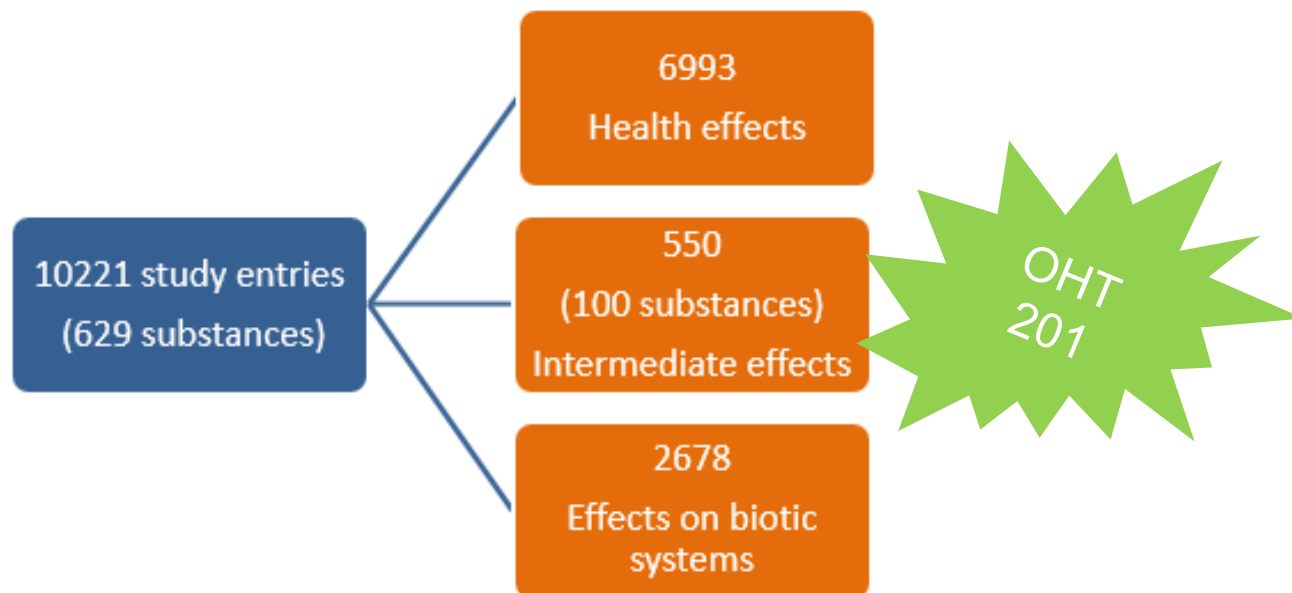 10221 study entries
(629 substances)
6993
Health effects
550
(100 substances)
Intermediate effects
2678
Effects on biotic
systems
OHT
201